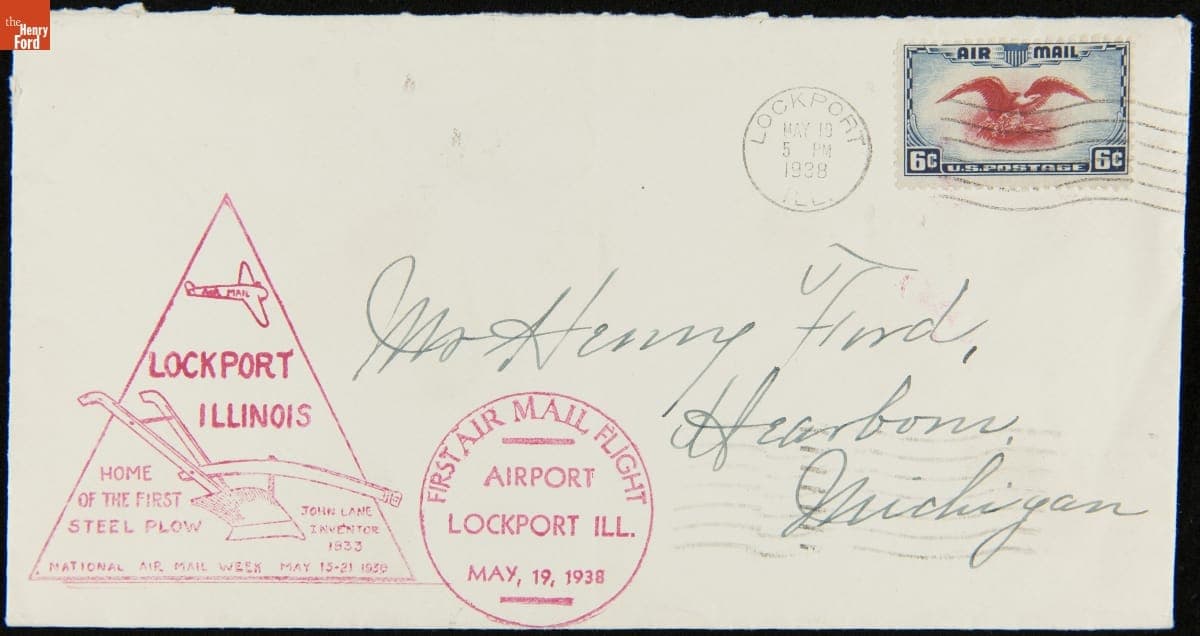 the
Henry
Ford
AIR MAIL
6¢ U.S. POSTAGE 6¢
LOCKPORT
MAY 19
5 PM
1938
ILL.
Mr Henry Ford,
Dearborn,
Michigan
AIR MAIL
LOCKPORT
ILLINOIS
HOME
OF THE FIRST
STEEL PLOW
JOHN LANE
INVENTOR
1833
NATIONAL AIR MAIL WEEK MAY 15-21 1938
FIRST AIR MAIL FLIGHT
AIRPORT
LOCKPORT ILL.
MAY, 19, 1938